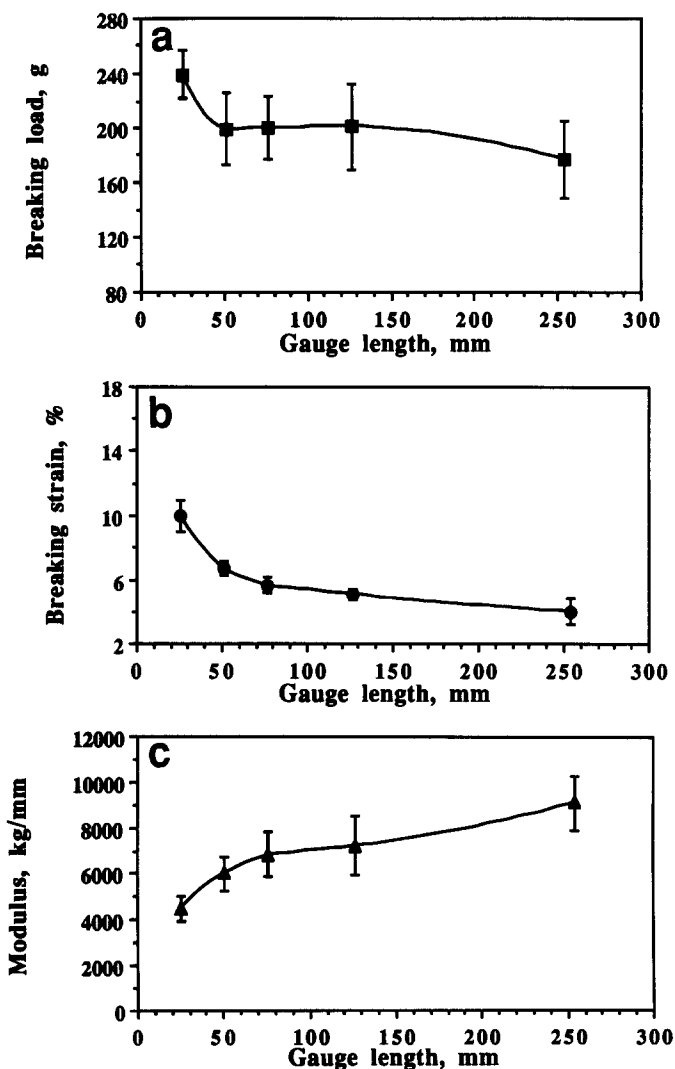 a
Breaking load, g
280
240
200
160
120
80
0 50 100 150 200 250 300
Gauge length, mm
b
Breaking strain, %
18
14
10
6
2
0 50 100 150 200 250 300
Gauge length, mm
c
Modulus, kg/mm
12000
10000
8000
6000
4000
2000
0
0 50 100 150 200 250 300
Gauge length, mm